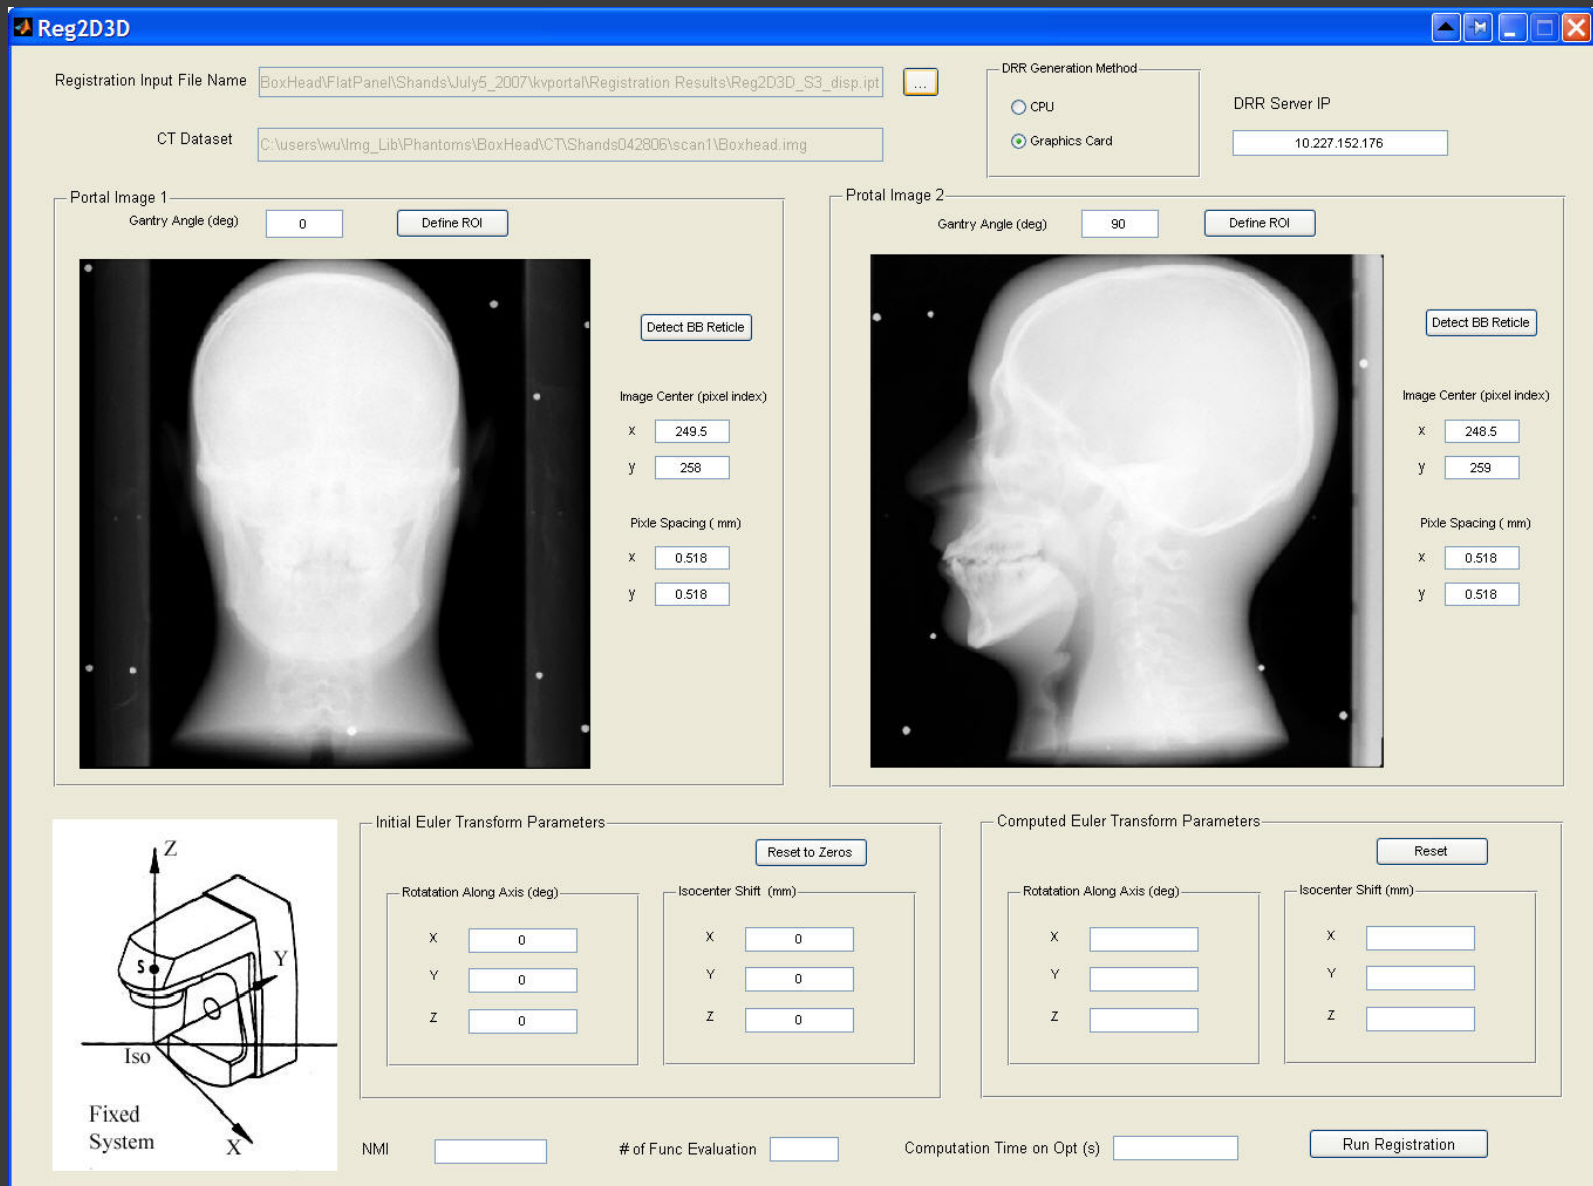 Reg2D3D
Registration Input File Name
BoxHead\FlatPanel\Shands\July5_2007\kvportal\Registration Results\Reg2D3D_S3_disp.ipt
...
CT Dataset
C:\users\wu\Img_Lib\Phantoms\BoxHead\CT\Shands042806\scan1\Boxhead.img
DRR Generation Method
CPU
Graphics Card
DRR Server IP
10.227.152.176
Portal Image 1
Gantry Angle (deg)
0
Define ROI
Detect BB Reticle
Image Center (pixel index)
x 249.5
y 258
Pixle Spacing ( mm)
x 0.518
y 0.518
Protal Image 2
Gantry Angle (deg)
90
Define ROI
Detect BB Reticle
Image Center (pixel index)
x 248.5
y 259
Pixle Spacing ( mm)
x 0.518
y 0.518
Z
S
Y
Iso
Fixed
System
X
Initial Euler Transform Parameters
Reset to Zeros
Rotatation Along Axis (deg)
X 0
Y 0
Z 0
Isocenter Shift (mm)
X 0
Y 0
Z 0
Computed Euler Transform Parameters
Reset
Rotatation Along Axis (deg)
X
Y
Z
Isocenter Shift (mm)
X
Y
Z
NMI
# of Func Evaluation
Computation Time on Opt (s)
Run Registration